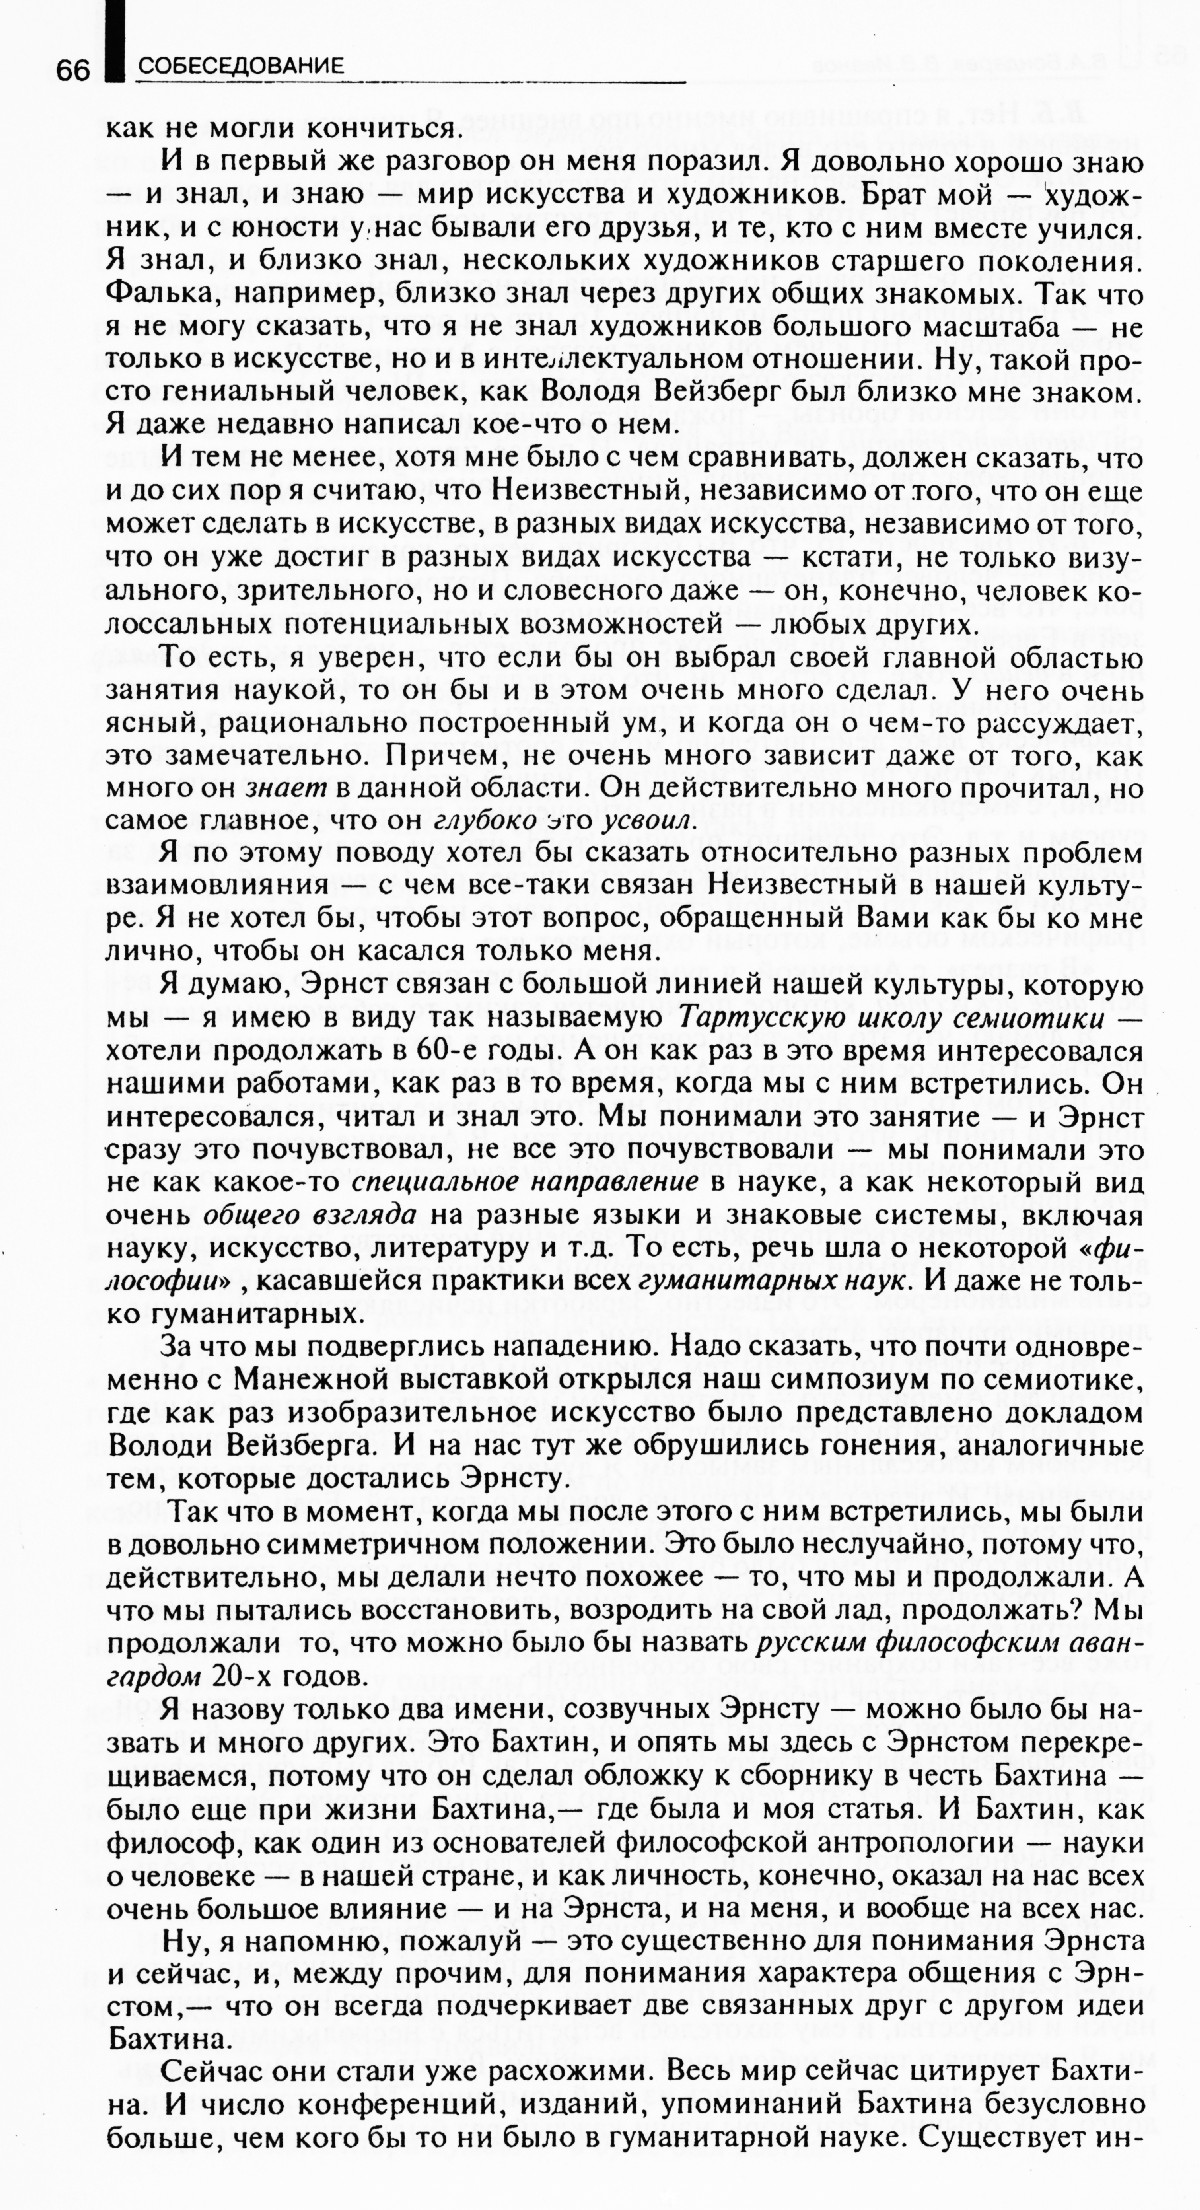 66 СОБЕСЕДОВАНИЕ
как не могли кончиться.
И в первый же разговор он меня поразил. Я довольно хорошо знаю
— и знал, и знаю — мир искусства и художников. Брат мой — худож-
ник, и с юности у нас бывали его друзья, и те, кто с ним вместе учился.
Я знал, и близко знал, нескольких художников старшего поколения.
Фалька, например, близко знал через других общих знакомых. Так что
я не могу сказать, что я не знал художников большого масштаба — не
только в искусстве, но и в интеллектуальном отношении. Ну, такой про-
сто гениальный человек, как Володя Вейзберг был близко мне знаком.
Я даже недавно написал кое-что о нем.
И тем не менее, хотя мне было с чем сравнивать, должен сказать, что
и до сих пор я считаю, что Неизвестный, независимо от того, что он еще
может сделать в искусстве, в разных видах искусства, независимо от того,
что он уже достиг в разных видах искусства — кстати, не только визу-
ального, зрительного, но и словесного даже — он, конечно, человек ко-
лоссальных потенциальных возможностей — любых других.
То есть, я уверен, что если бы он выбрал своей главной областью
занятия наукой, то он бы и в этом очень много сделал. У него очень
ясный, рационально построенный ум, и когда он о чем-то рассуждает,
это замечательно. Причем, не очень много зависит даже от того, как
много он знает в данной области. Он действительно много прочитал, но
самое главное, что он глубоко это усвоил.
Я по этому поводу хотел бы сказать относительно разных проблем
взаимовлияния — с чем все-таки связан Неизвестный в нашей культу-
ре. Я не хотел бы, чтобы этот вопрос, обращенный Вами как бы ко мне
лично, чтобы он касался только меня.
Я думаю, Эрнст связан с большой линией нашей культуры, которую
мы — я имею в виду так называемую Тартусскую школу семиотики —
хотели продолжать в 60-е годы. А он как раз в это время интересовался
нашими работами, как раз в то время, когда мы с ним встретились. Он
интересовался, читал и знал это. Мы понимали это занятие — и Эрнст
сразу это почувствовал, не все это почувствовали — мы понимали это
не как какое-то специальное направление в науке, а как некоторый вид
очень общего взгляда на разные языки и знаковые системы, включая
науку, искусство, литературу и т.д. То есть, речь шла о некоторой «фи-
лософии» , касавшейся практики всех гуманитарных наук. И даже не толь-
ко гуманитарных.
За что мы подверглись нападению. Надо сказать, что почти одновре-
менно с Манежной выставкой открылся наш симпозиум по семиотике,
где как раз изобразительное искусство было представлено докладом
Володи Вейзберга. И на нас тут же обрушились гонения, аналогичные
тем, которые достались Эрнсту.
Так что в момент, когда мы после этого с ним встретились, мы были
в довольно симметричном положении. Это было неслучайно, потому что,
действительно, мы делали нечто похожее — то, что мы и продолжали. А
что мы пытались восстановить, возродить на свой лад, продолжать? Мы
продолжали то, что можно было бы назвать русским философским аван-
гардом 20-х годов.
Я назову только два имени, созвучных Эрнсту — можно было бы на-
звать и много других. Это Бахтин, и опять мы здесь с Эрнстом перекре-
щиваемся, потому что он сделал обложку к сборнику в честь Бахтина —
было еще при жизни Бахтина,— где была и моя статья. И Бахтин, как
философ, как один из основателей философской антропологии — науки
о человеке — в нашей стране, и как личность, конечно, оказал на нас всех
очень большое влияние — и на Эрнста, и на меня, и вообще на всех нас.
Ну, я напомню, пожалуй — это существенно для понимания Эрнста
и сейчас, и, между прочим, для понимания характера общения с Эрн-
стом,— что он всегда подчеркивает две связанных друг с другом идеи
Бахтина.
Сейчас они стали уже расхожими. Весь мир сейчас цитирует Бахти-
на. И число конференций, изданий, упоминаний Бахтина безусловно
больше, чем кого бы то ни было в гуманитарной науке. Существует ин-